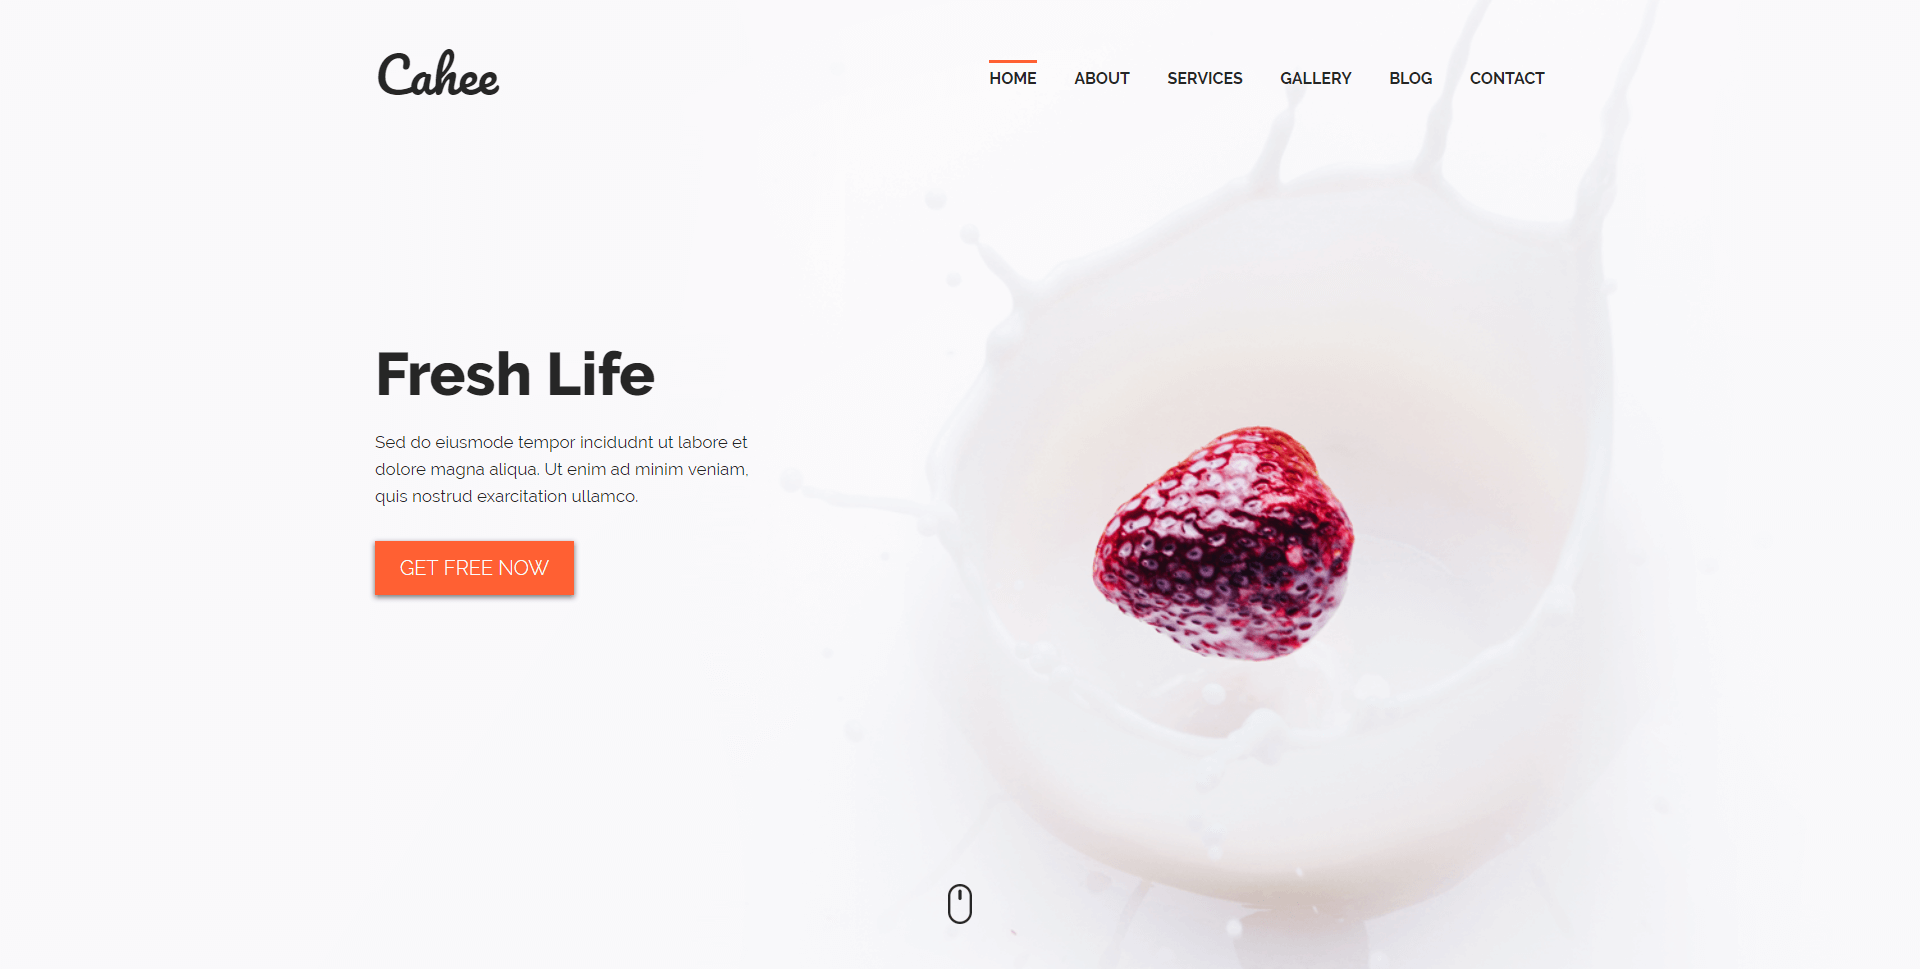 Cahee
HOME ABOUT SERVICES GALLERY BLOG CONTACT
Fresh Life
Sed do eiusmode tempor incidudnt ut labore et
dolore magna aliqua. Ut enim ad minim veniam,
quis nostrud exarcitation ullamco.
GET FREE NOW